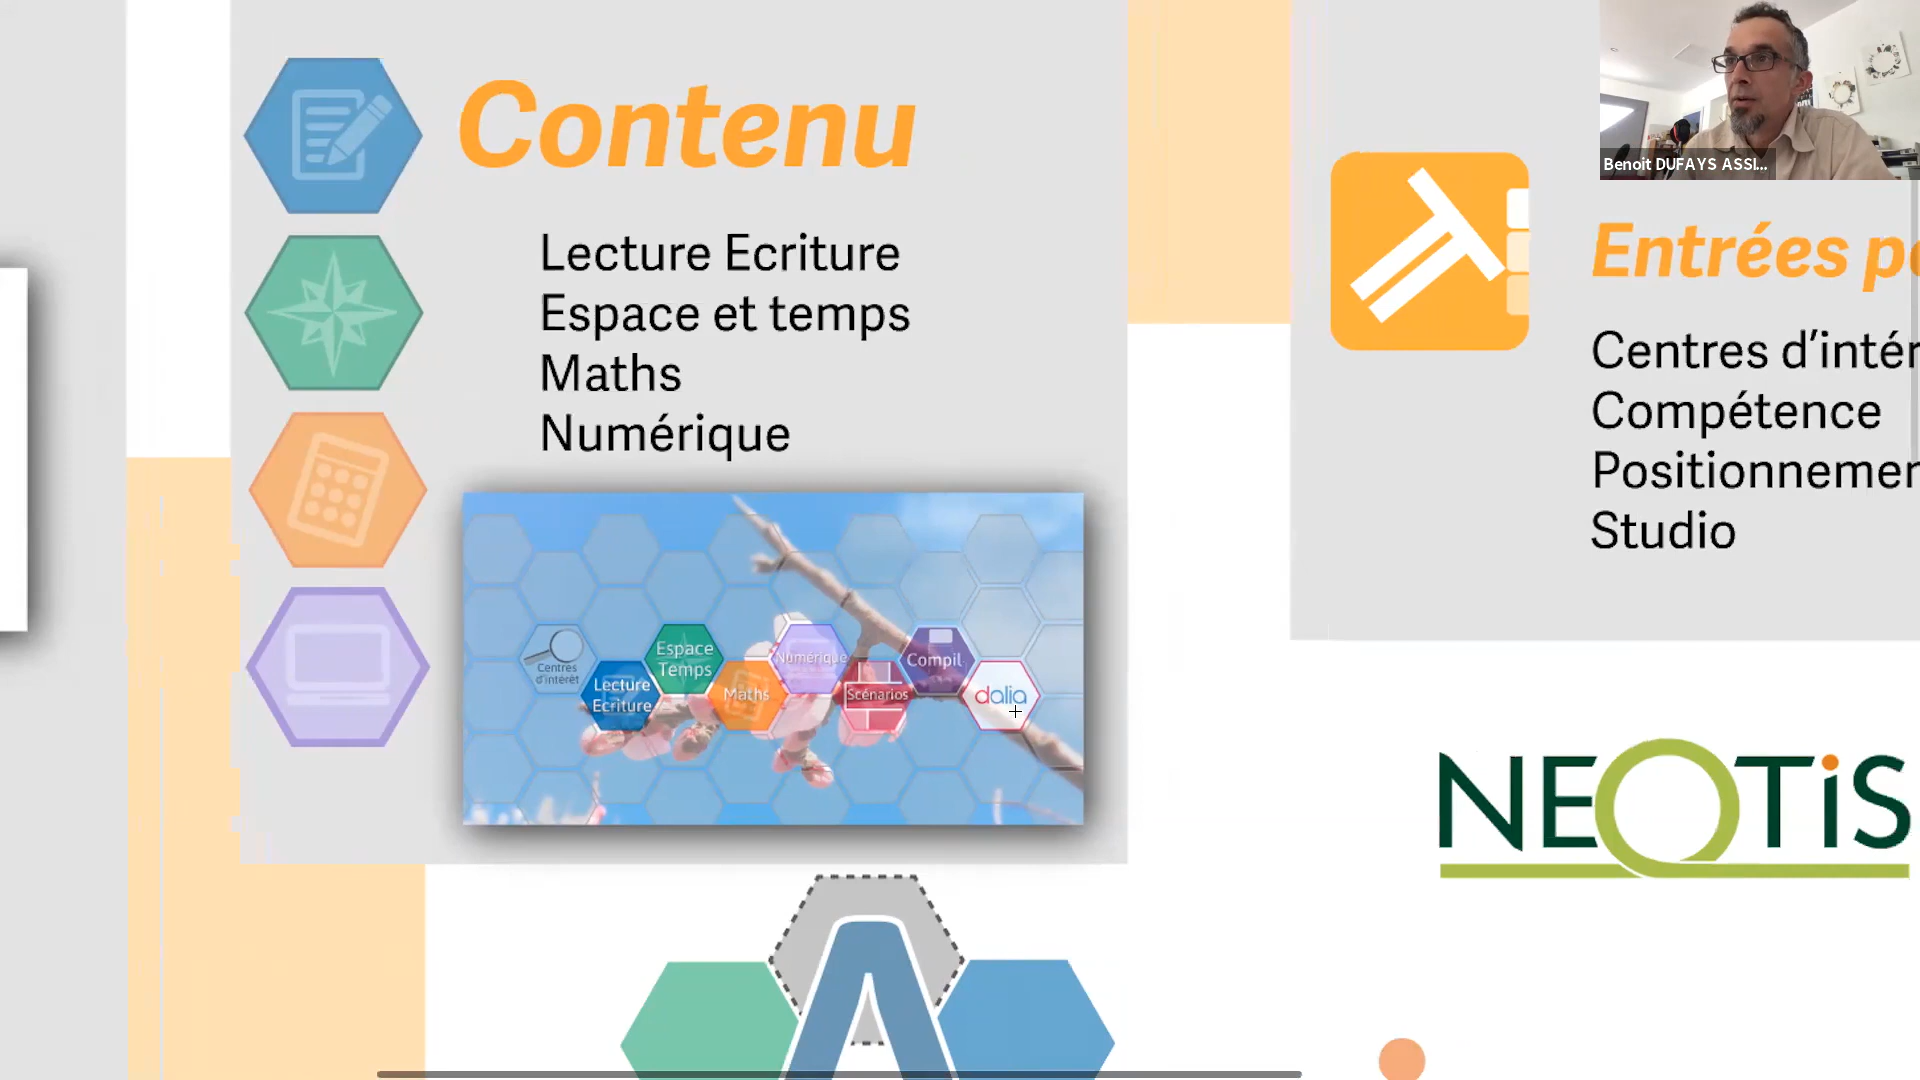 Contenu
Lecture Ecriture
Espace et temps
Maths
Numérique
Centres
d'intérêt
Lecture
Ecriture
Espace
Temps
Maths
Numérique
Scénarios
Compil
dalia
Benoit DUFAYS ASSI...
Entrées
Centres d'intér
Compétence
Positionnemen
Studio
NEOTiS
A